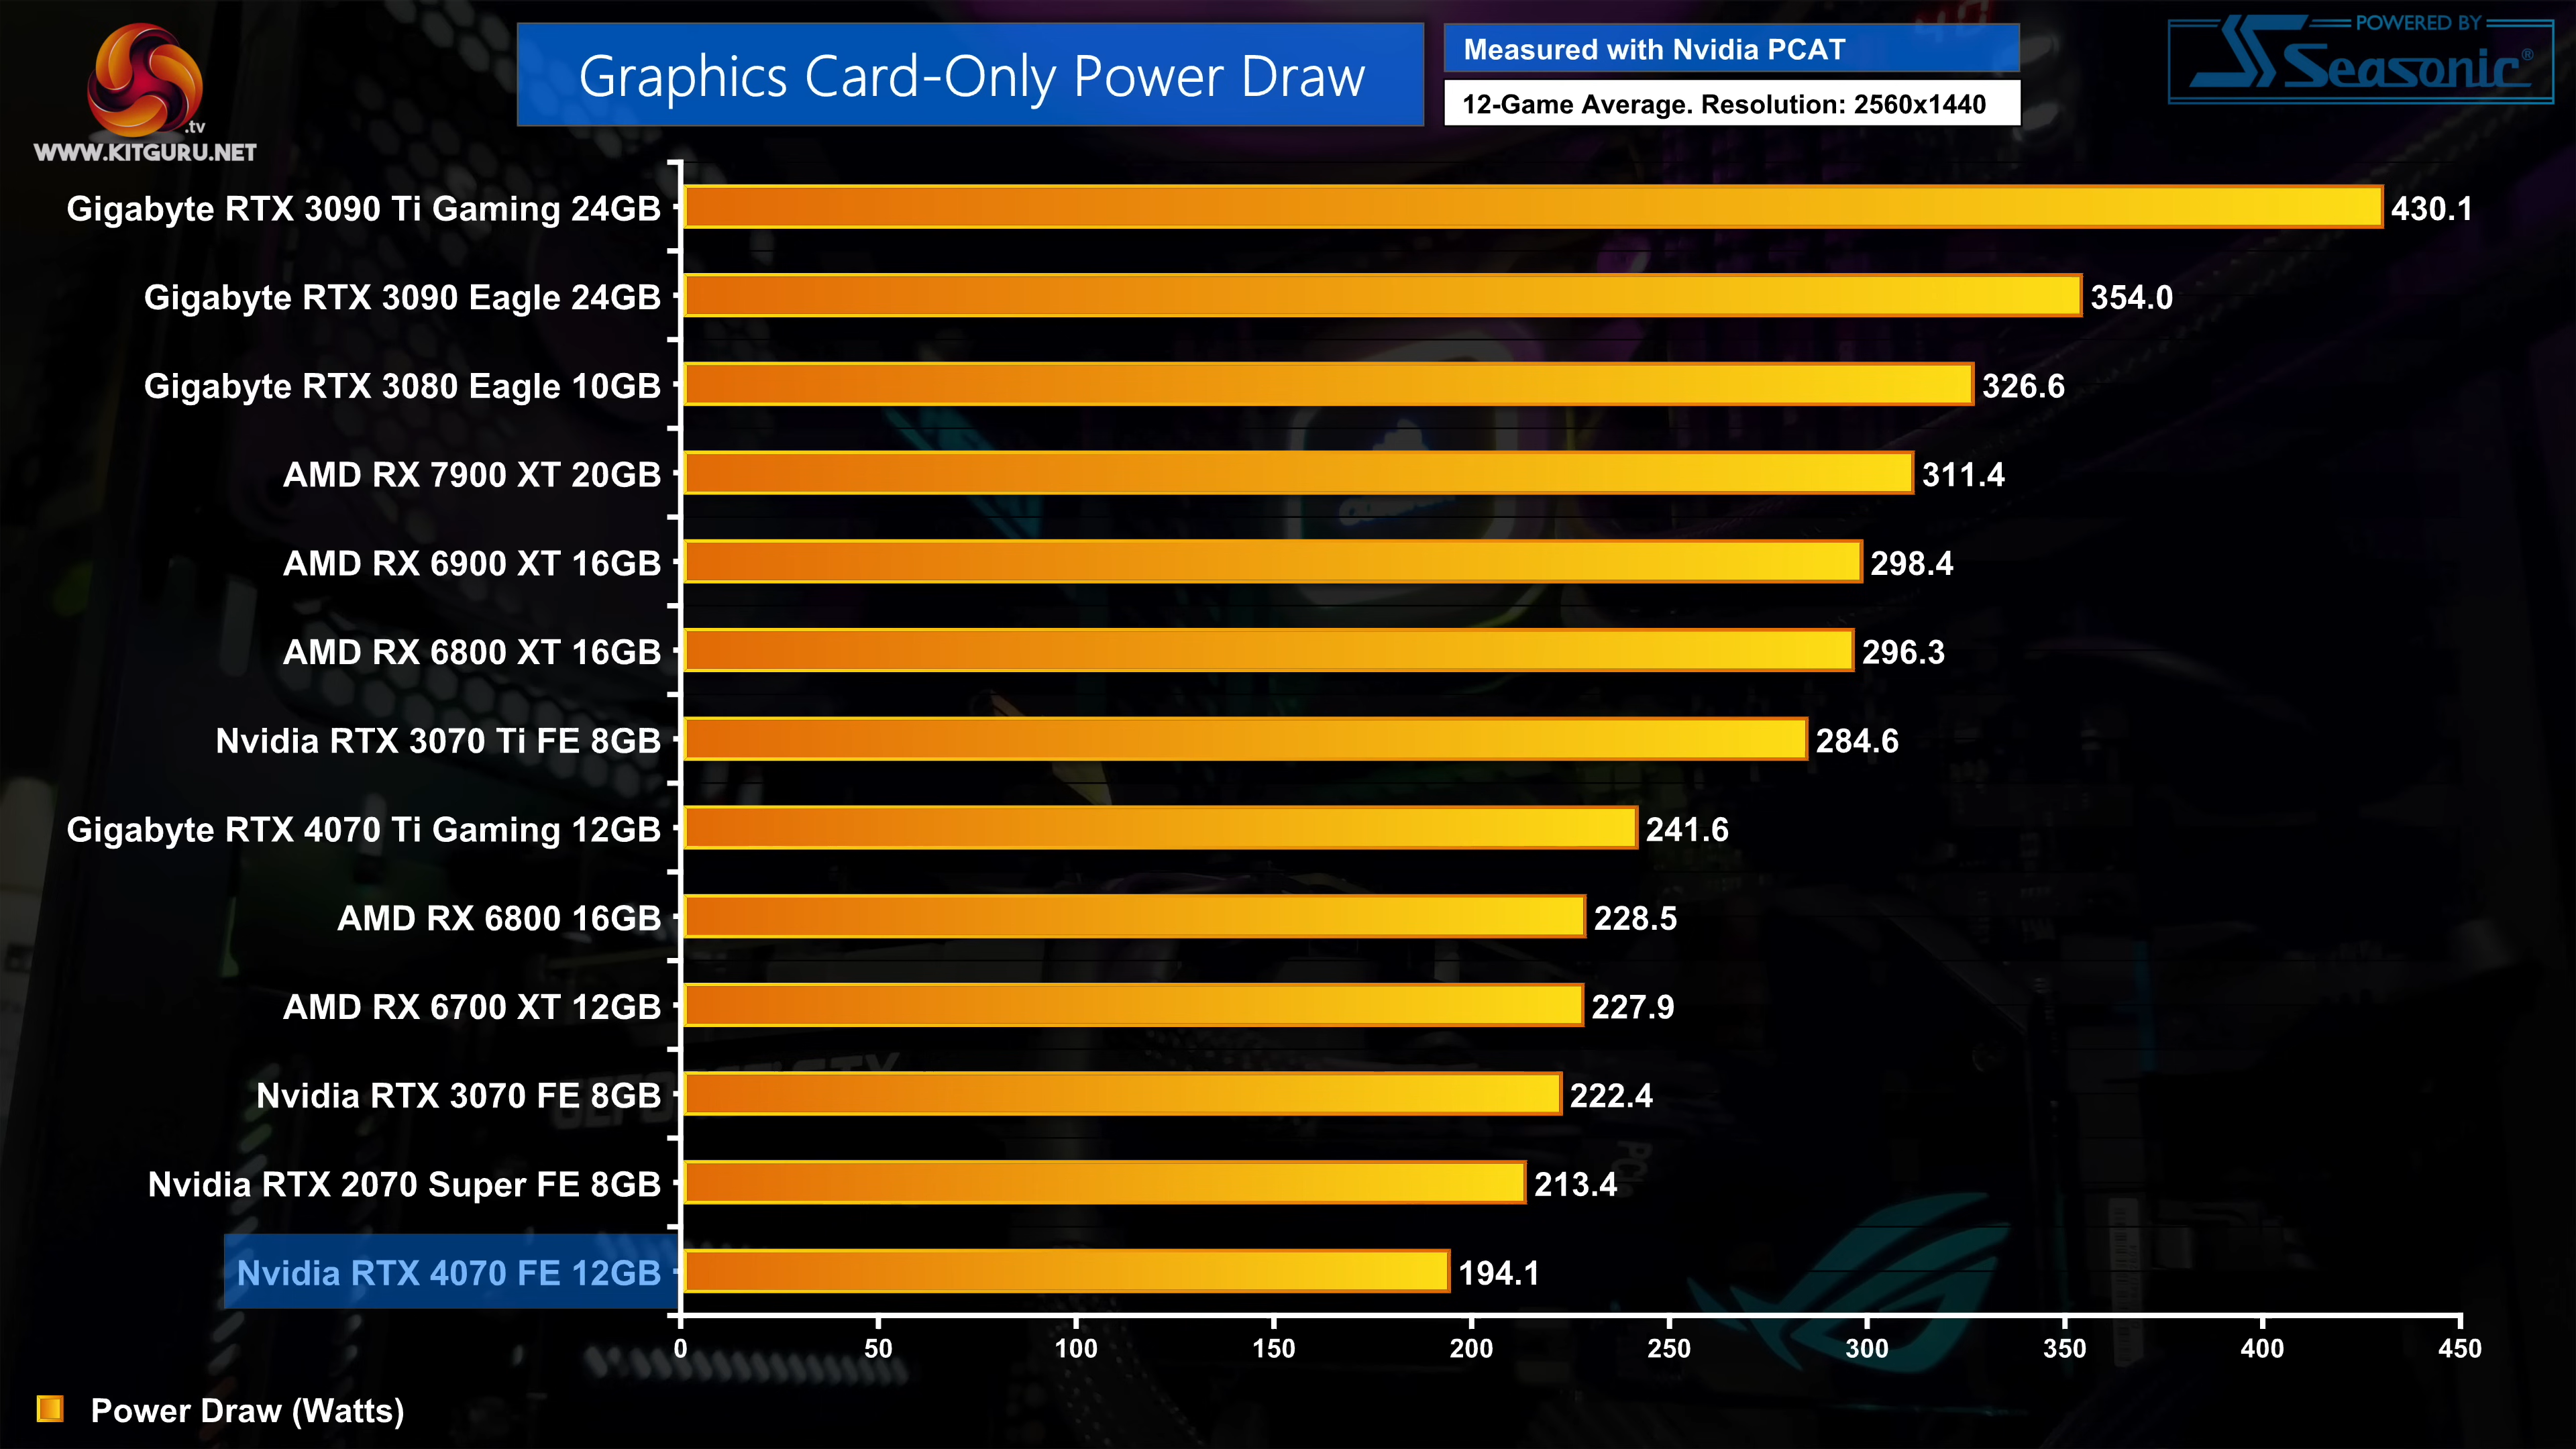 .tv
WWW.KITGURU.NET
Graphics Card-Only Power Draw
Measured with Nvidia PCAT
12-Game Average. Resolution: 2560x1440
POWERED BY
Seasonic®
Gigabyte RTX 3090 Ti Gaming 24GB 430.1
Gigabyte RTX 3090 Eagle 24GB 354.0
Gigabyte RTX 3080 Eagle 10GB 326.6
AMD RX 7900 XT 20GB 311.4
AMD RX 6900 XT 16GB 298.4
AMD RX 6800 XT 16GB 296.3
Nvidia RTX 3070 Ti FE 8GB 284.6
Gigabyte RTX 4070 Ti Gaming 12GB 241.6
AMD RX 6800 16GB 228.5
AMD RX 6700 XT 12GB 227.9
Nvidia RTX 3070 FE 8GB 222.4
Nvidia RTX 2070 Super FE 8GB 213.4
Nvidia RTX 4070 FE 12GB 194.1
0 50 100 150 200 250 300 350 400 450
Power Draw (Watts)